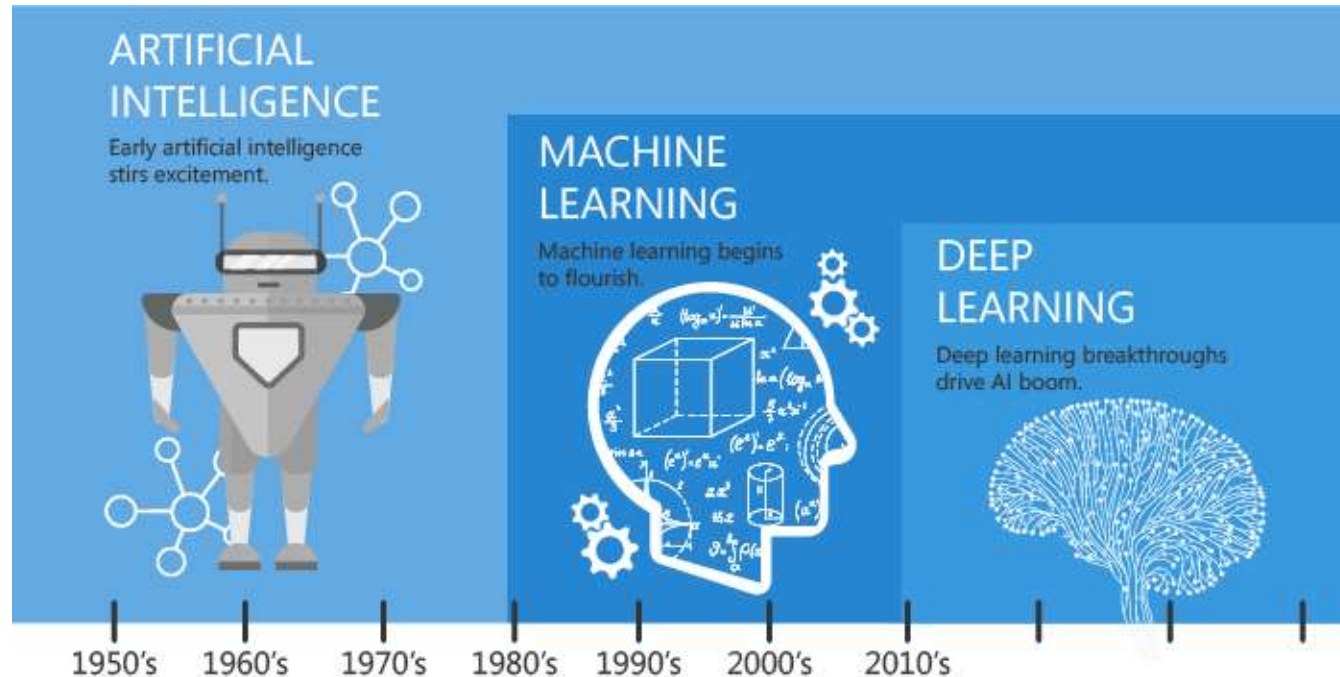 ARTIFICIAL
INTELLIGENCE
Early artificial intelligence
stirs excitement.
MACHINE
LEARNING
Machine learning begins
to flourish.
DEEP
LEARNING
Deep learning breakthroughs
drive AI boom.
1950's 1960's 1970's 1980's 1990's 2000's 2010's